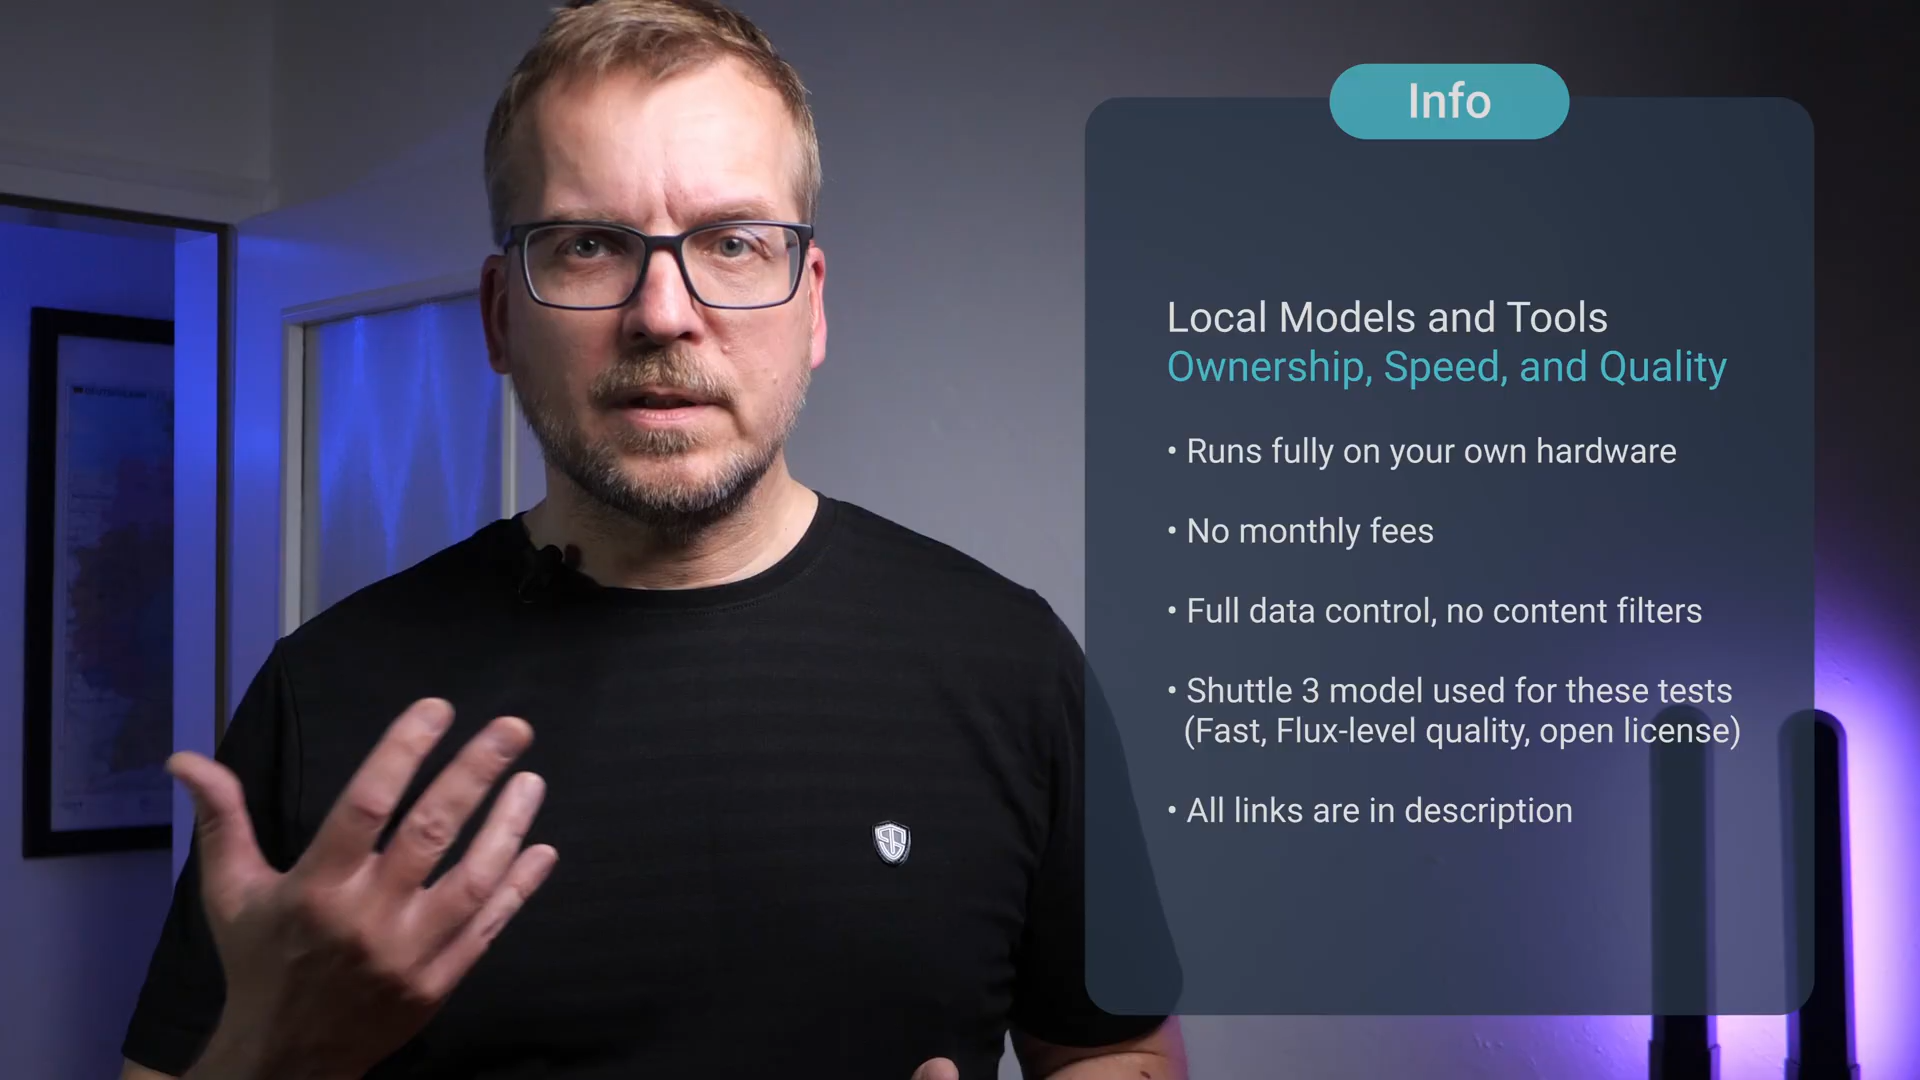 Info
Local Models and Tools
Ownership, Speed, and Quality
• Runs fully on your own hardware
• No monthly fees
• Full data control, no content filters
• Shuttle 3 model used for these tests
(Fast, Flux-level quality, open license)
• All links are in description
DEUTSCHLAND